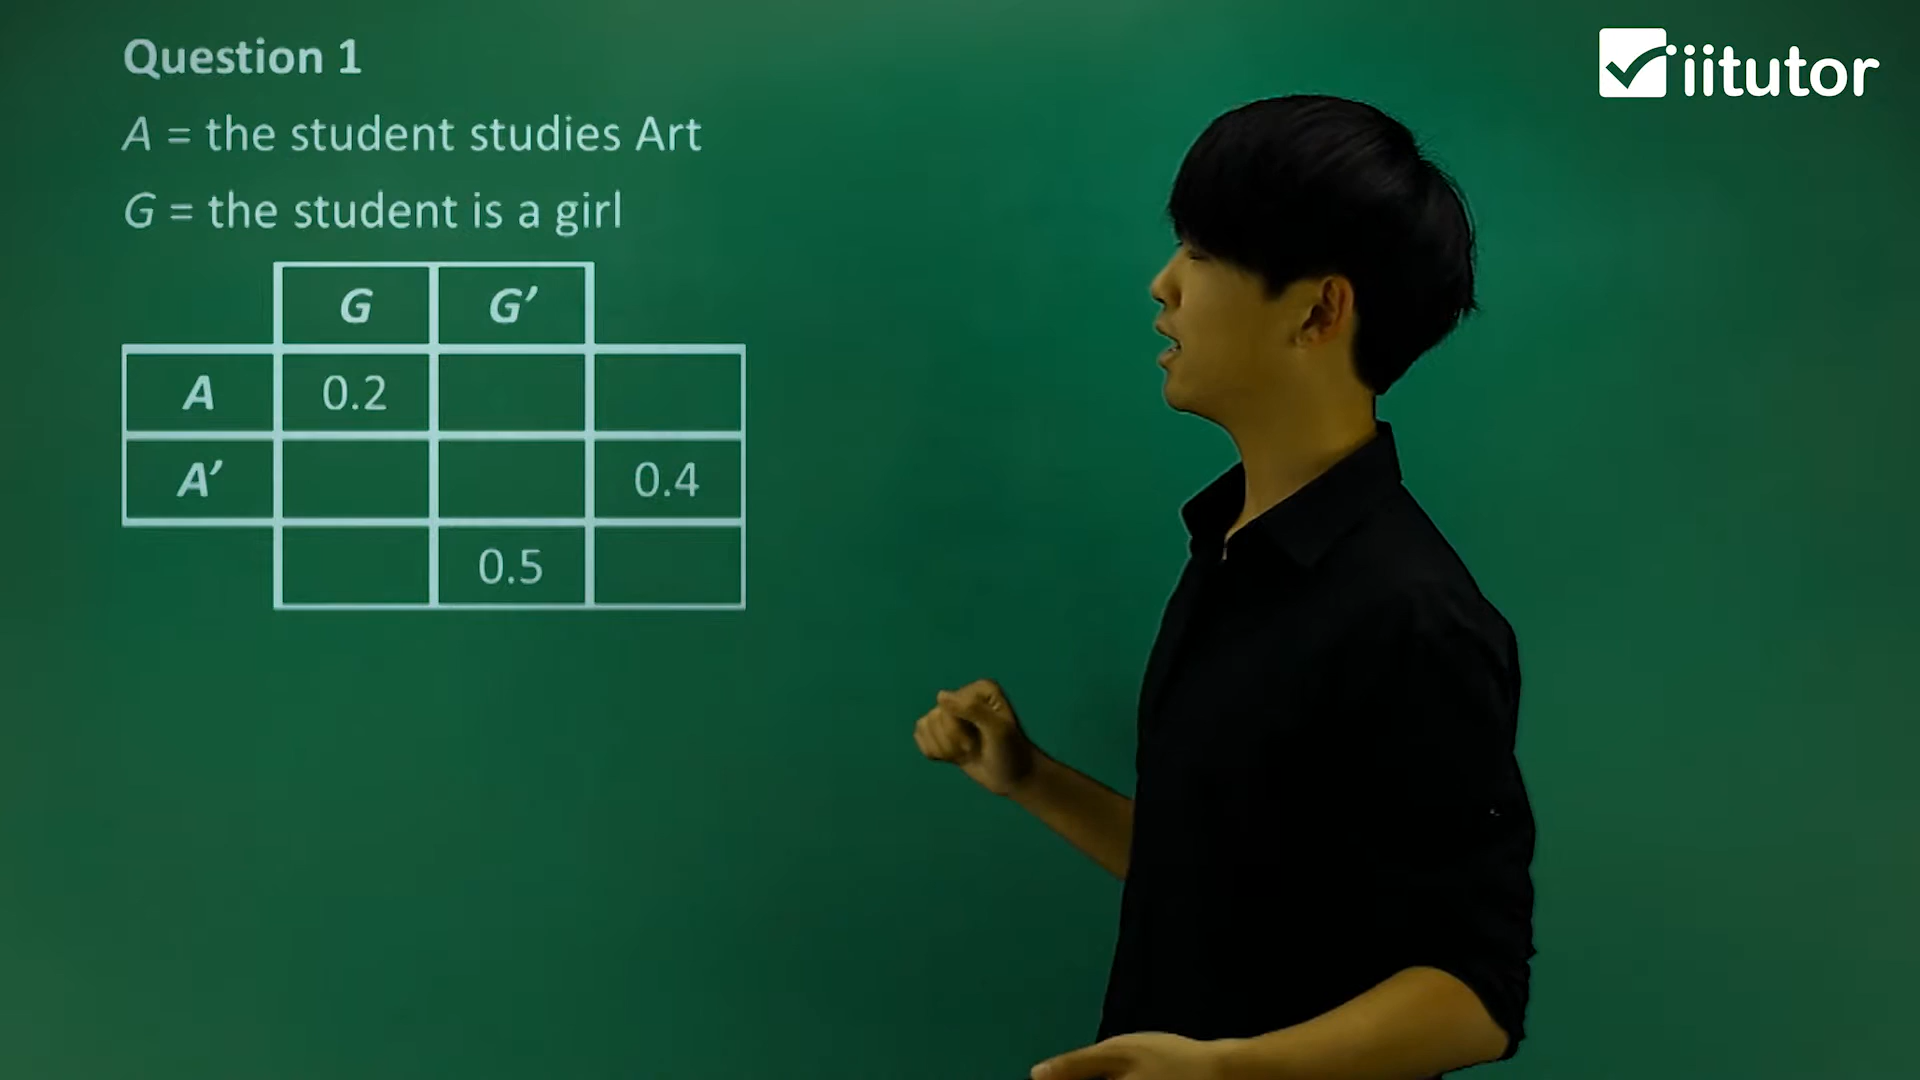 Question 1
iitutor
A = the student studies Art
G = the student is a girl
G G′
A 0.2
A′ 0.4
0.5